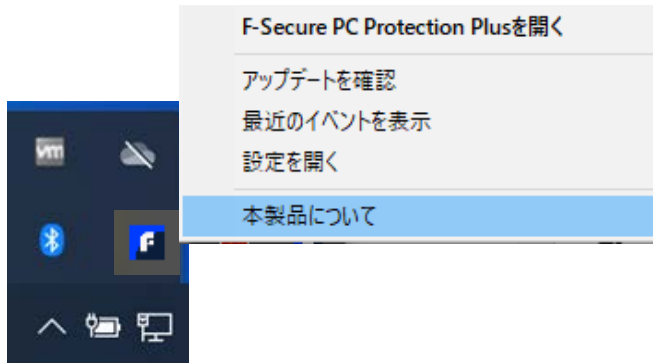 F-Secure PC Protection Plusを開く
アップデートを確認
最近のイベントを表示
設定を開く
本製品について
vm
F